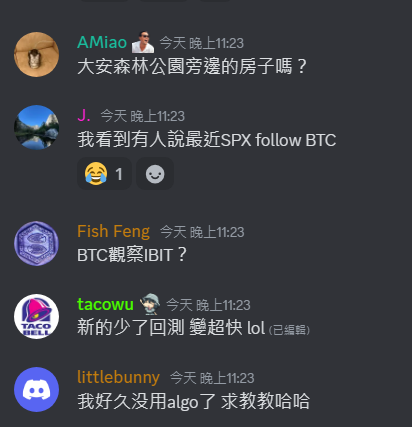 AMiao 今天 晚上11:23
大安森林公園旁邊的房子嗎？
J. 今天 晚上11:23
我看到有人說最近SPX follow BTC
1
Fish Feng 今天 晚上11:23
BTC觀察IBIT？
TACO
BELL
tacowu 今天 晚上11:23
新的少了回測 變超快 lol (已編輯)
littlebunny 今天 晚上11:23
我好久没用algo了 求教教哈哈